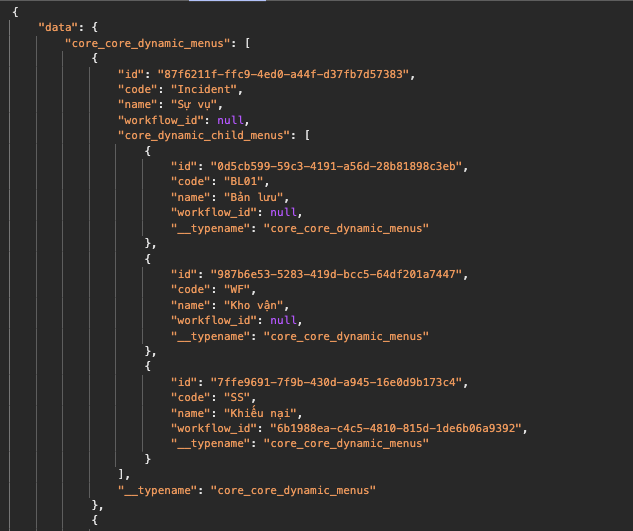 {
"data": {
"core_core_dynamic_menus": [
{
"id": "87f6211f-ffc9-4ed0-a44f-d37fb7d57383",
"code": "Incident",
"name": "Sự vụ",
"workflow_id": null,
"core_dynamic_child_menus": [
{
"id": "0d5cb599-59c3-4191-a56d-28b81898c3eb",
"code": "BL01",
"name": "Bản lưu",
"workflow_id": null,
"__typename": "core_core_dynamic_menus"
},
{
"id": "987b6e53-5283-419d-bcc5-64df201a7447",
"code": "WF",
"name": "Kho vận",
"workflow_id": null,
"__typename": "core_core_dynamic_menus"
},
{
"id": "7ffe9691-7f9b-430d-a945-16e0d9b173c4",
"code": "SS",
"name": "Khiếu nại",
"workflow_id": "6b1988ea-c4c5-4810-815d-1de6b06a9392",
"__typename": "core_core_dynamic_menus"
}
],
"__typename": "core_core_dynamic_menus"
},
{